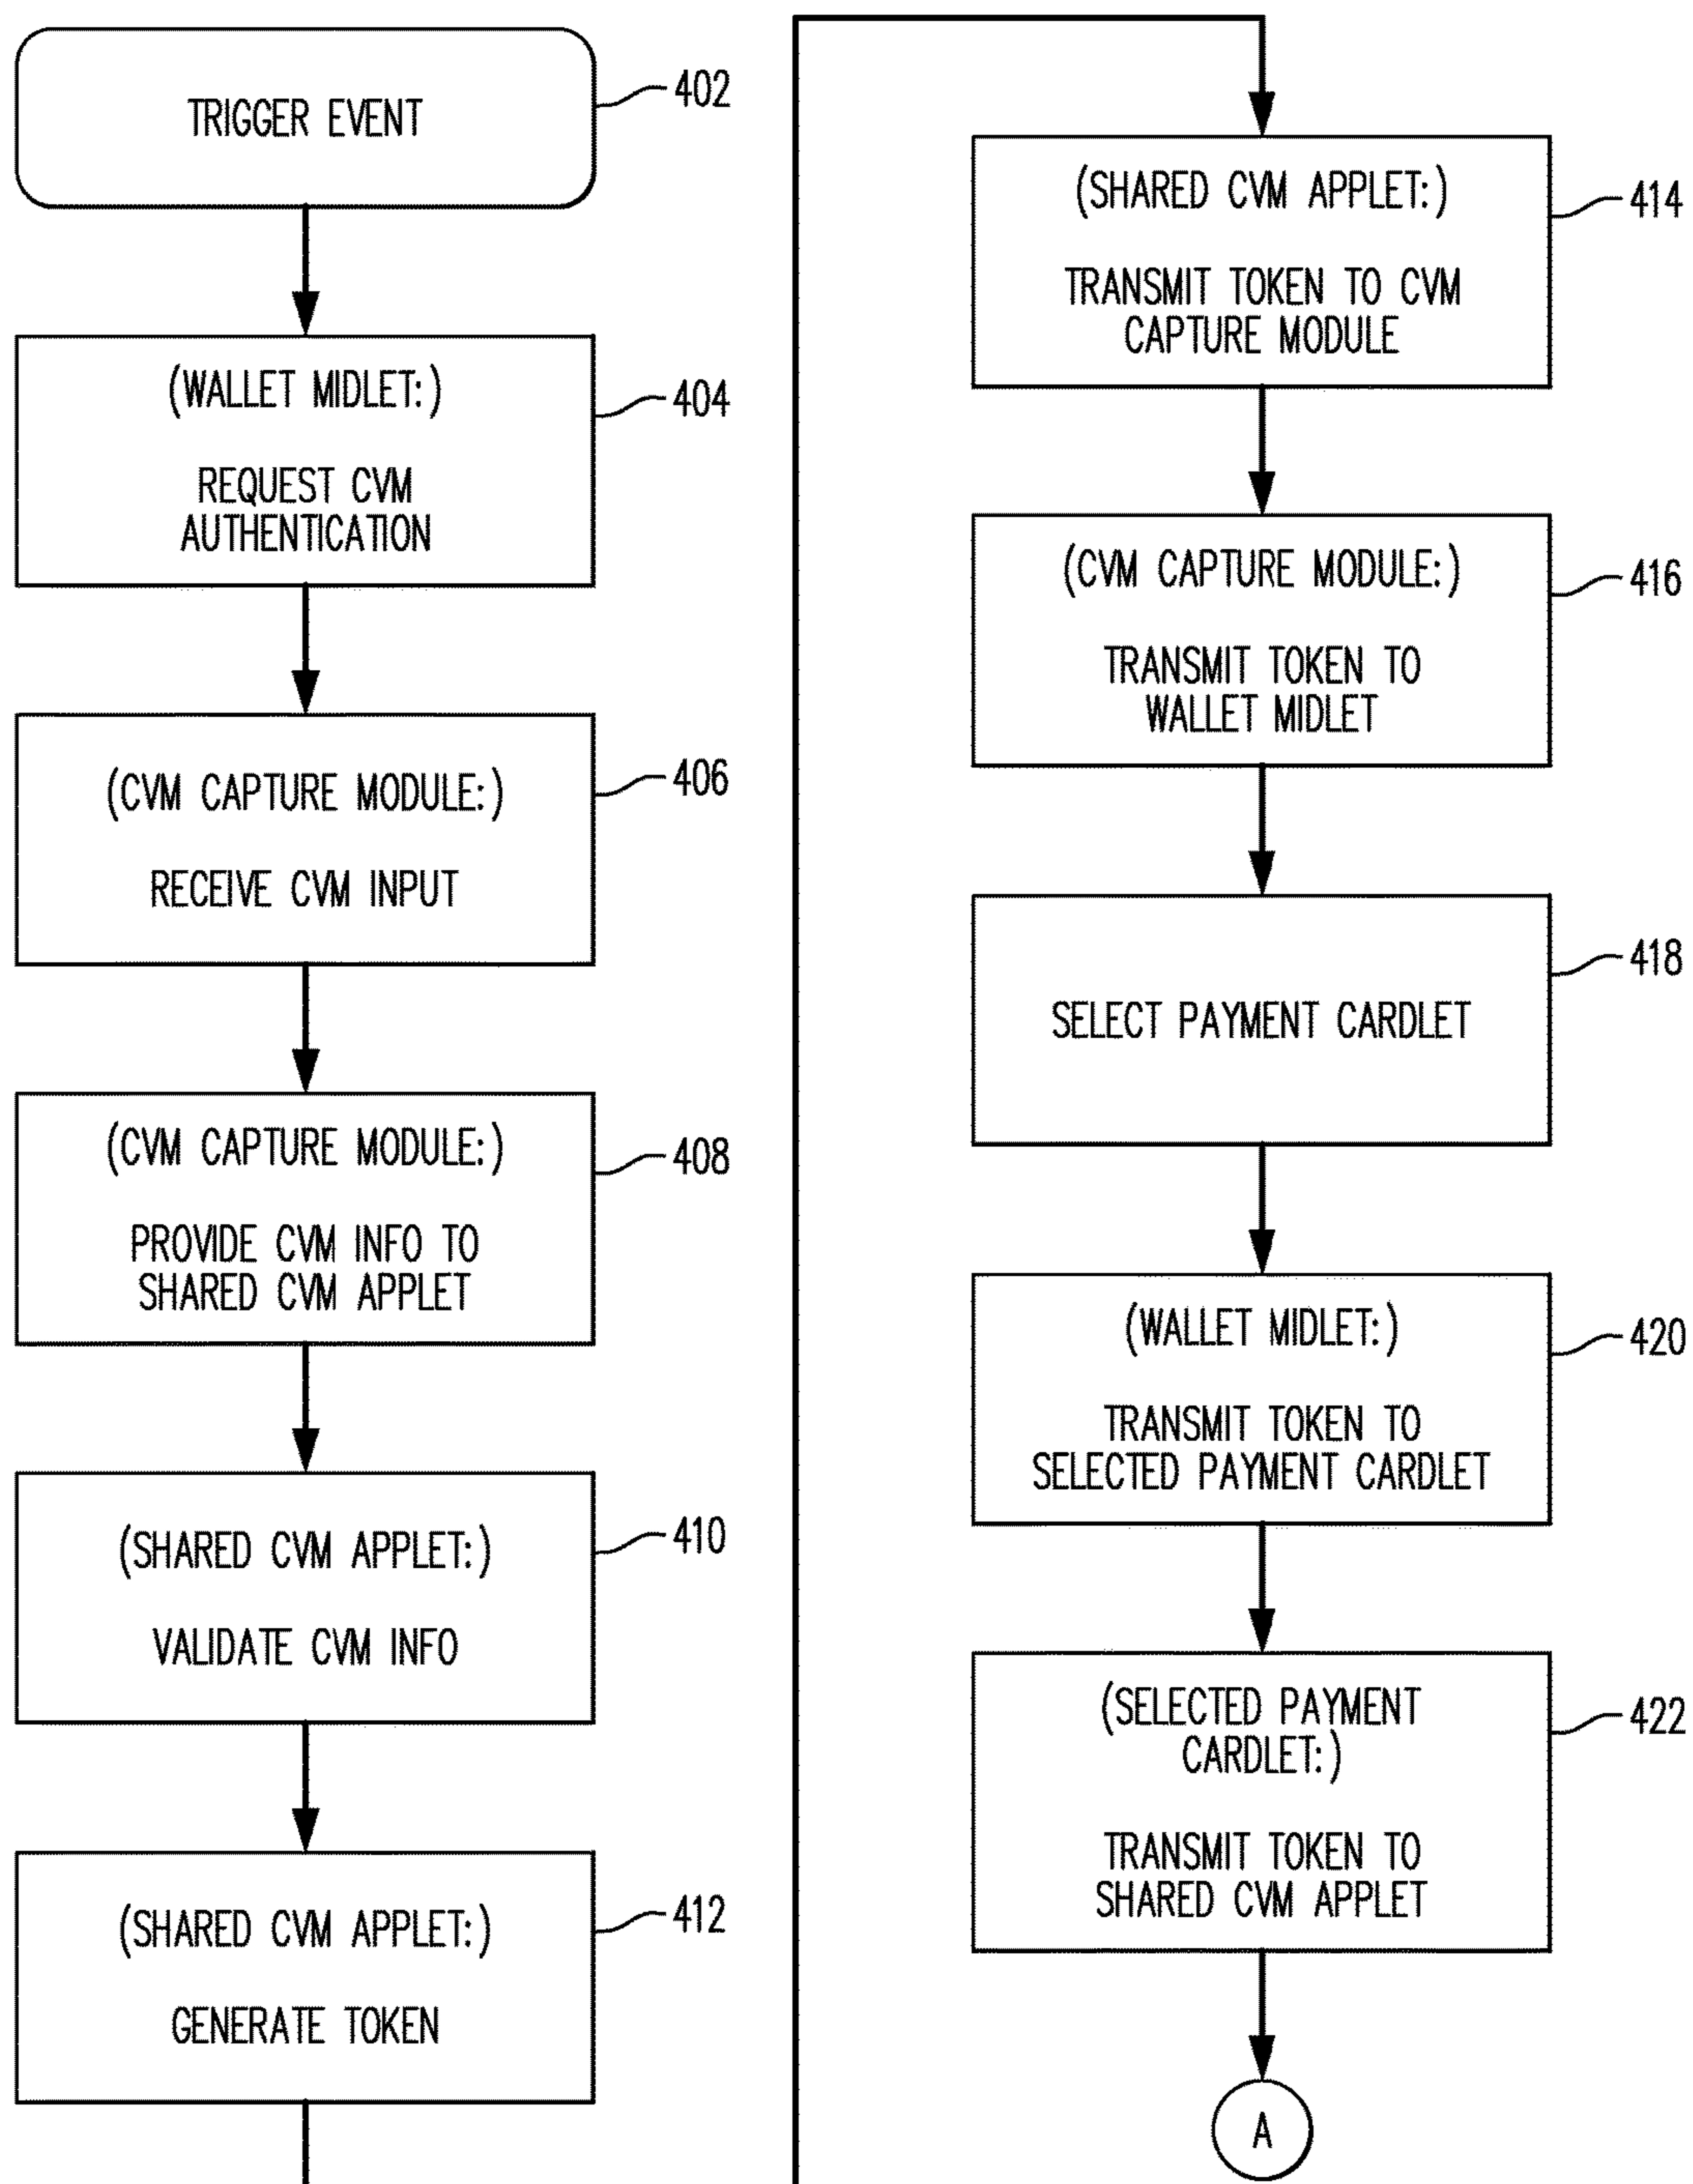 TRIGGER EVENT
402
(WALLET MIDLET:)
REQUEST CVM
AUTHENTICATION
404
(CVM CAPTURE MODULE:)
RECEIVE CVM INPUT
406
(CVM CAPTURE MODULE:)
PROVIDE CVM INFO TO
SHARED CVM APPLET
408
(SHARED CVM APPLET:)
VALIDATE CVM INFO
410
(SHARED CVM APPLET:)
GENERATE TOKEN
412
(SHARED CVM APPLET:)
TRANSMIT TOKEN TO CVM
CAPTURE MODULE
414
(CVM CAPTURE MODULE:)
TRANSMIT TOKEN TO
WALLET MIDLET
416
SELECT PAYMENT CARDLET
418
(WALLET MIDLET:)
TRANSMIT TOKEN TO
SELECTED PAYMENT CARDLET
420
(SELECTED PAYMENT
CARDLET:)
TRANSMIT TOKEN TO
SHARED CVM APPLET
422
A